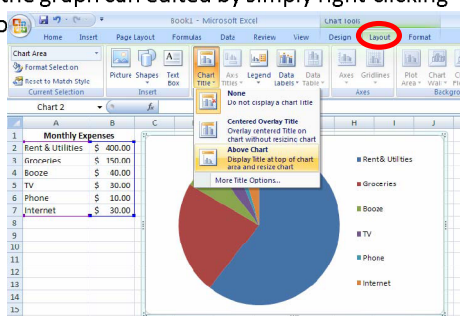 the graph can edited by simply right-clicking
Book1 - Microsoft Excel
Chart Tools
Home Insert Page Layout Formulas Data Review View Design Layout Format
Chart Area
Format Selection
Reset to Match Style
Current Selection
Picture Shapes Text Box
Insert
Chart Title Axis Titles Legend Data Labels Data Table
Axes Gridlines
Axes
Plot Area Chart Wall
Chart 2
fx
None
Do not display a chart Title
Centered Overlay Title
Overlay centered Title on chart without resizing chart
Above Chart
Display Title at top of chart area and resize chart
More Title Options...
A B C H I J
1 Monthly Expenses
2 Rent & Utilities $ 400.00
3 Groceries $ 150.00
4 Booze $ 40.00
5 TV $ 30.00
6 Phone $ 10.00
7 Internet $ 30.00
8
9
10
11
12
13
14
15
Rent & Utilities
Groceries
Booze
TV
Phone
Internet